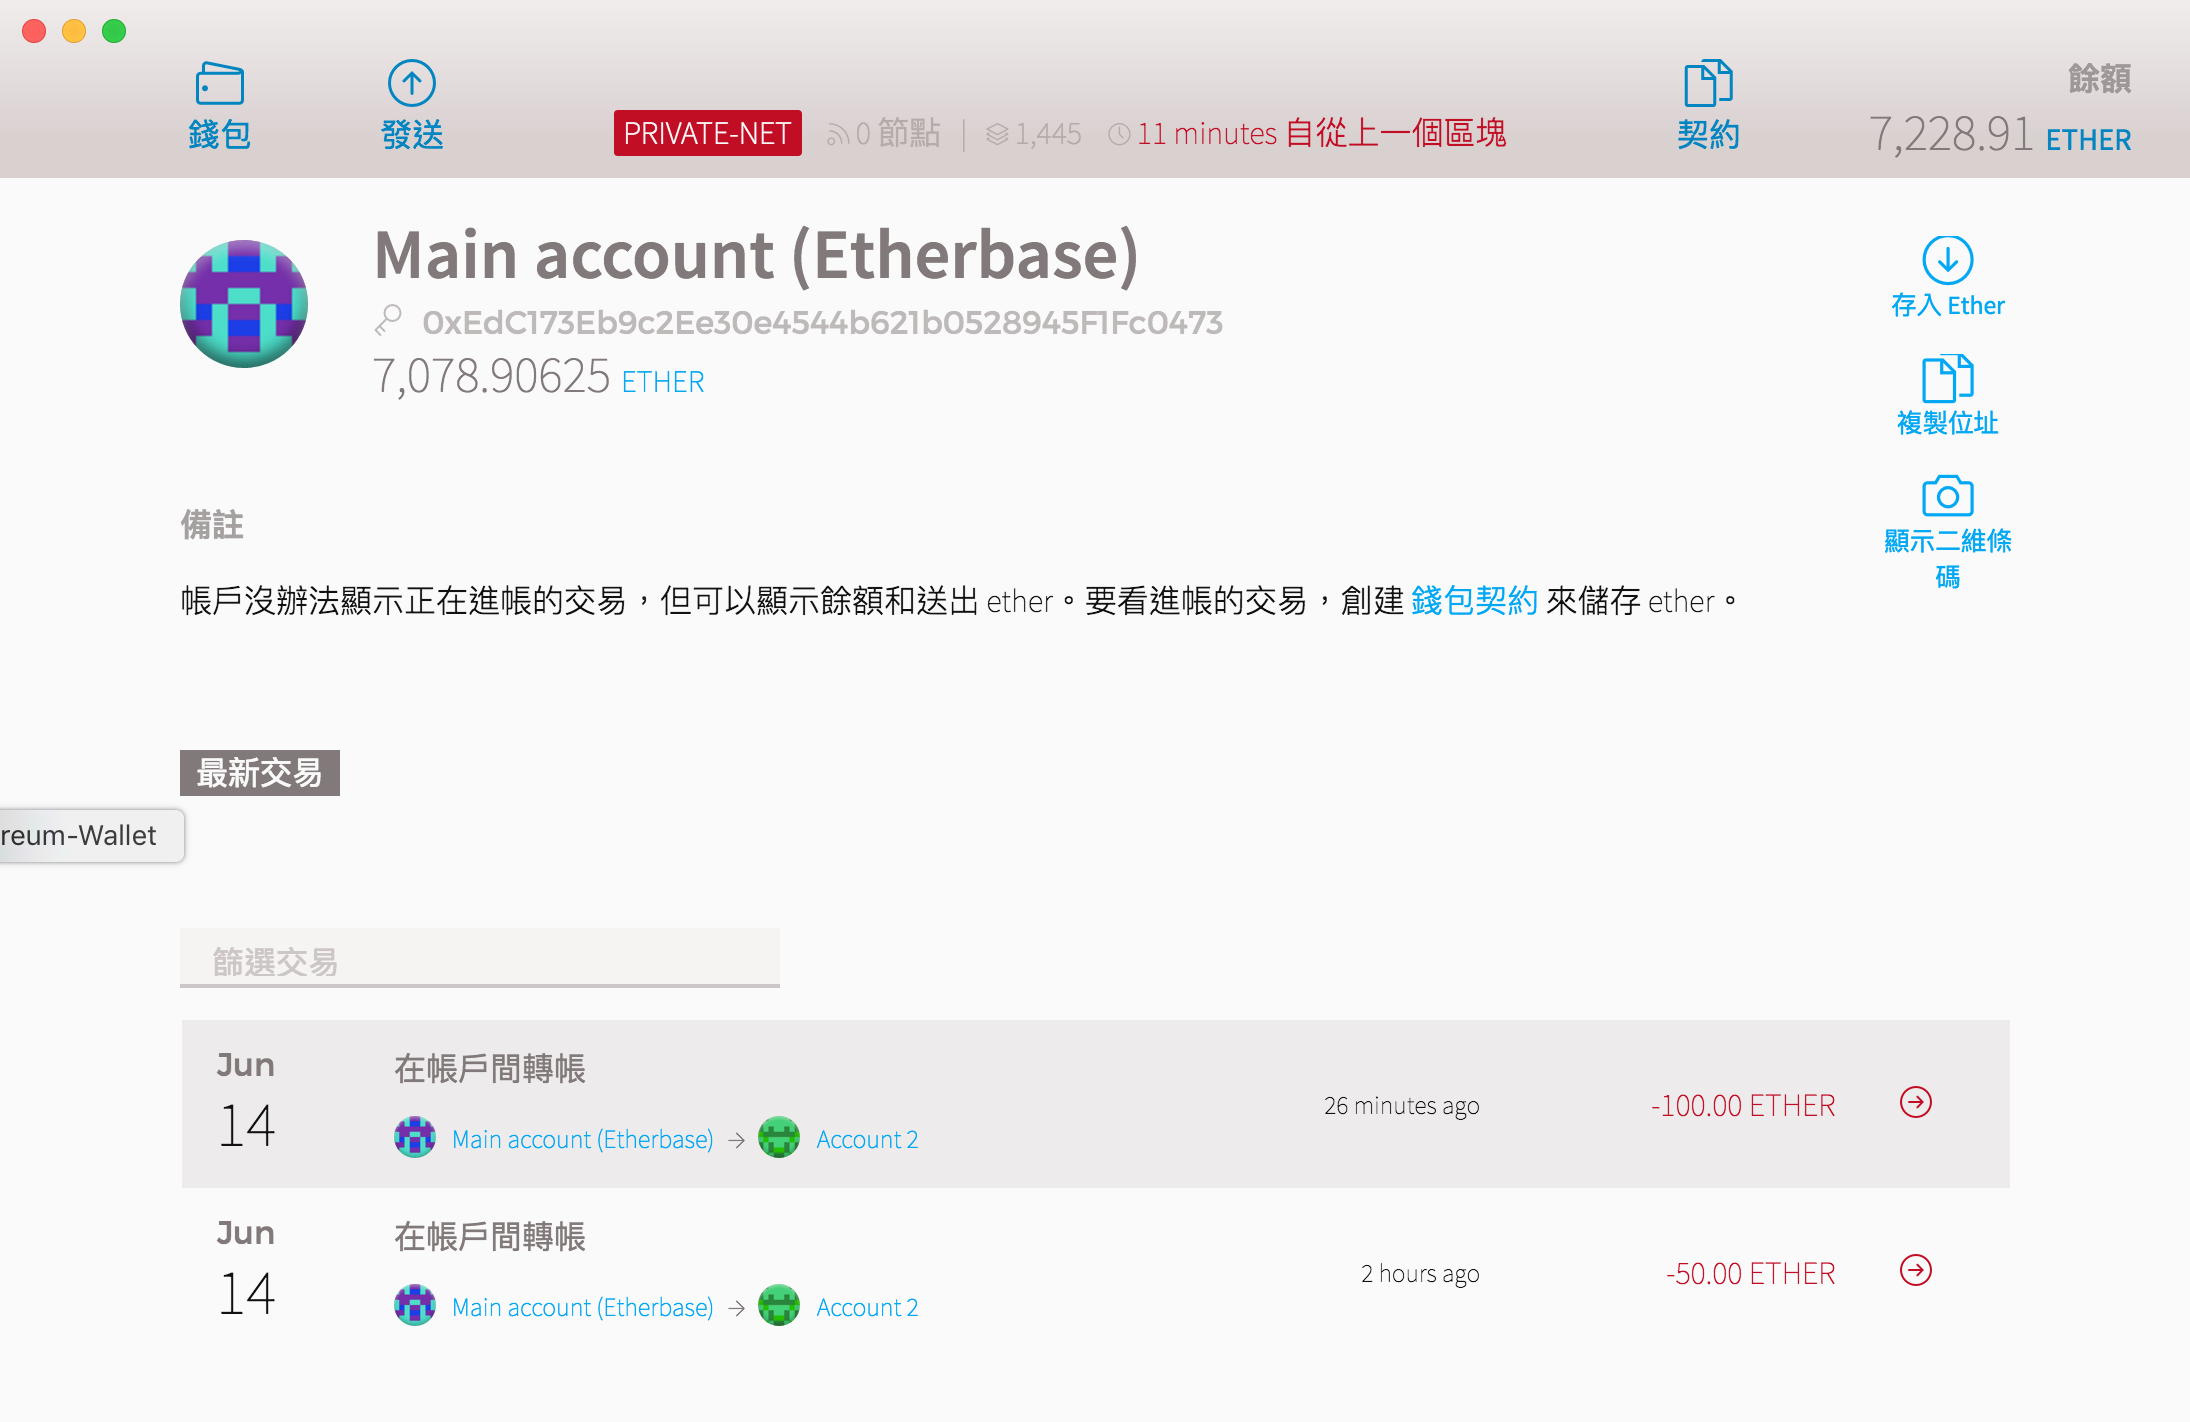 錢包
發送
PRIVATE-NET 0 節點 | 1,445 11 minutes 自從上一個區塊
契約
餘額
7,228.91 ETHER
Main account (Etherbase)
0xEdC173Eb9c2Ee30e4544b621b0528945F1Fc0473
7,078.90625 ETHER
存入 Ether
複製位址
顯示二維條
碼
備註
帳戶沒辦法顯示正在進帳的交易，但可以顯示餘額和送出 ether。要看進帳的交易，創建 錢包契約 來儲存 ether。
最新交易
reum-Wallet
篩選交易
Jun
14
在帳戶間轉帳
Main account (Etherbase) → Account 2
26 minutes ago
-100.00 ETHER
Jun
14
在帳戶間轉帳
Main account (Etherbase) → Account 2
2 hours ago
-50.00 ETHER